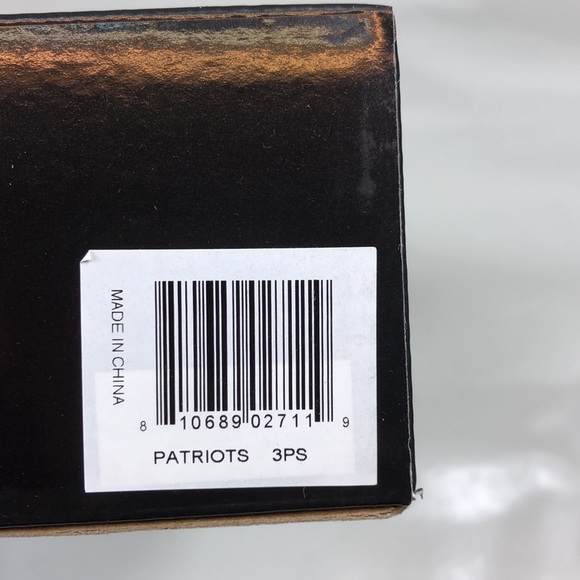 MADE IN CHINA
8 10689 02711 9
PATRIOTS 3PS